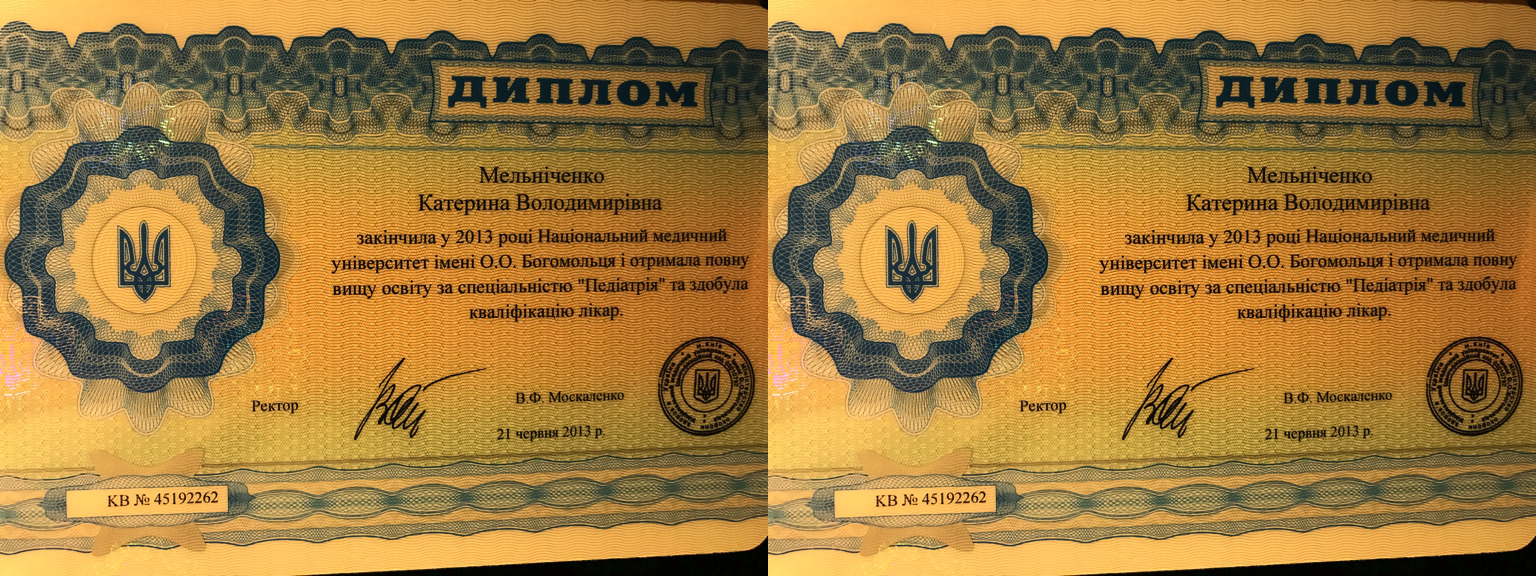 ДИПЛОМ
Мельніченко
Катерина Володимирівна
закінчила у 2013 році Національний медичний
університет імені О.О. Богомольця і отримала повну
вищу освіту за спеціальністю "Педіатрія" та здобула
кваліфікацію лікар.
Ректор
В.Ф. Москаленко
21 червня 2013 р.
КВ № 45192262
ДИПЛОМ
Мельніченко
Катерина Володимирівна
закінчила у 2013 році Національний медичний
університет імені О.О. Богомольця і отримала повну
вищу освіту за спеціальністю "Педіатрія" та здобула
кваліфікацію лікар.
Ректор
В.Ф. Москаленко
21 червня 2013 р.
КВ № 45192262